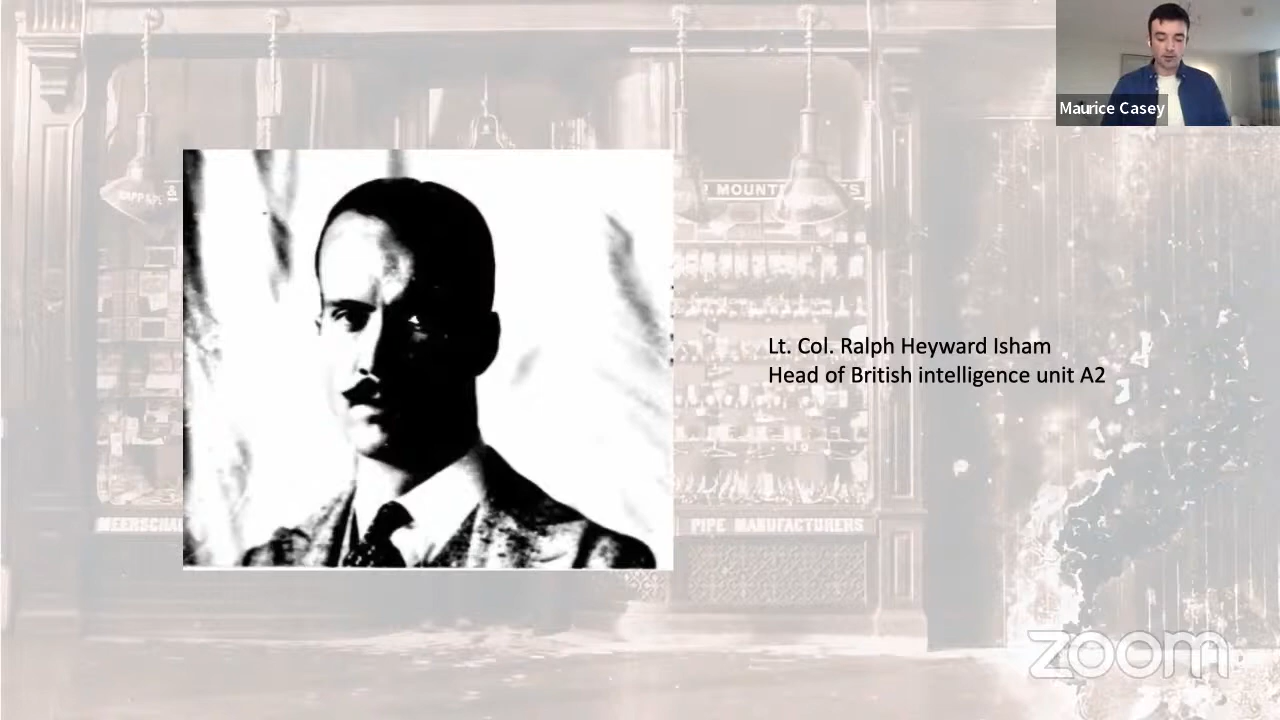 Maurice Casey
MOUNT
Lt. Col. Ralph Heyward Isham
Head of British intelligence unit A2
MEERSCHA
PIPE MANUFACTURERS
zoom